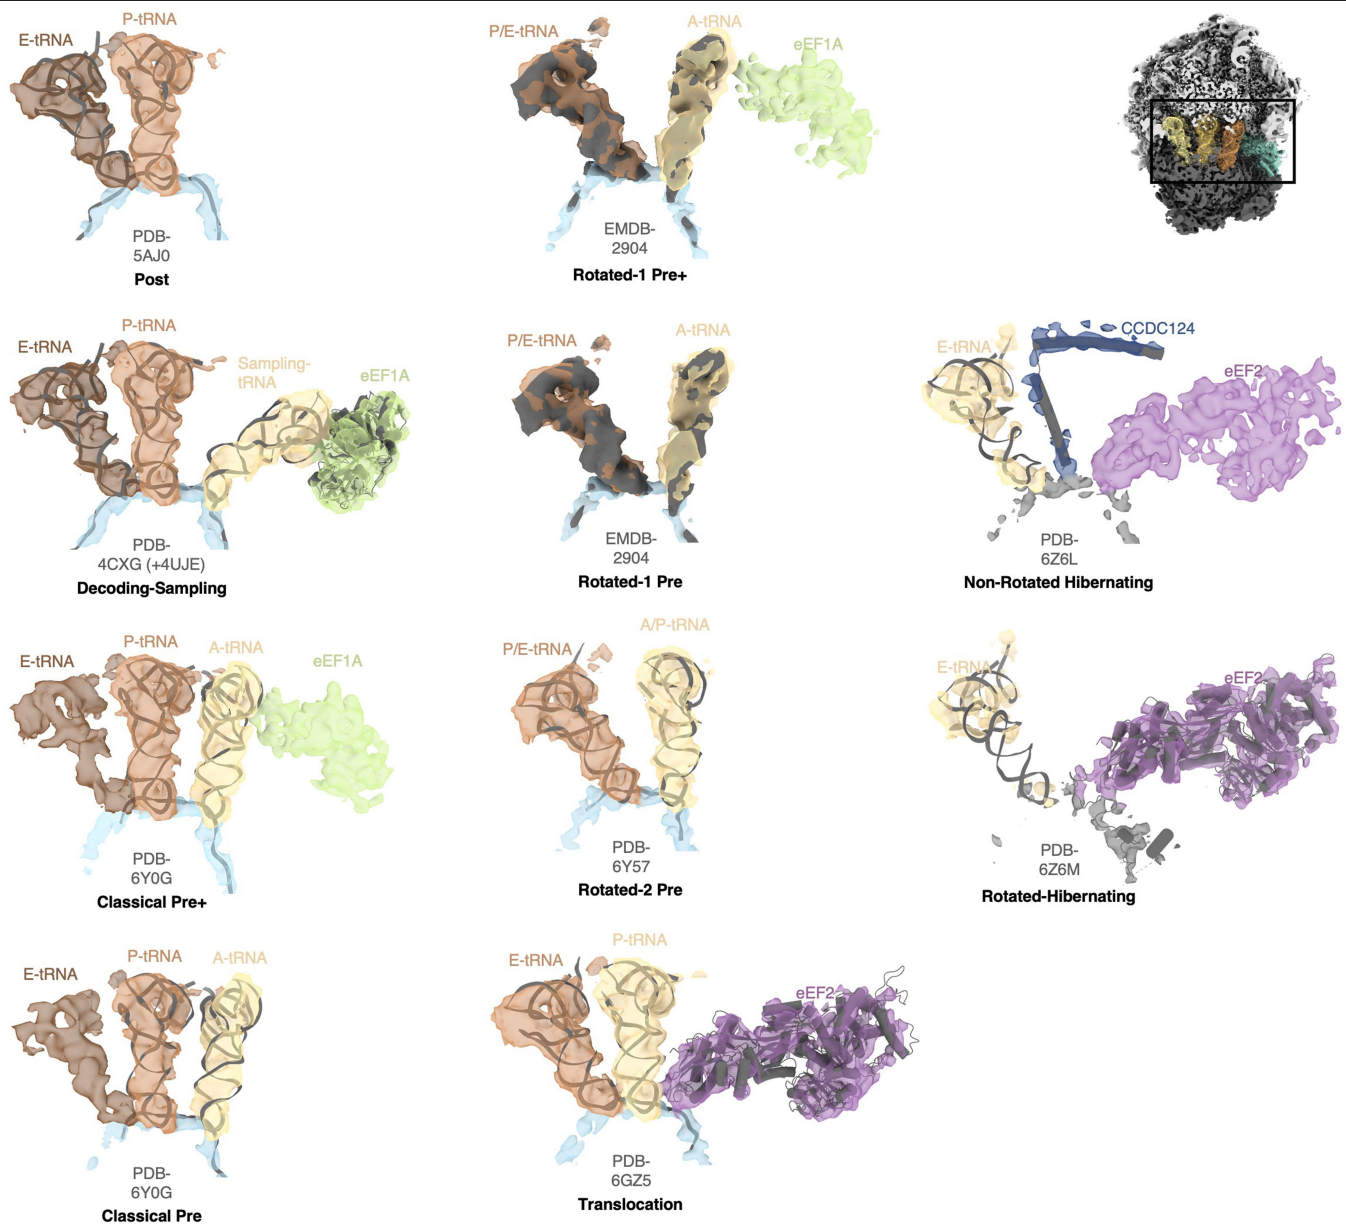 P-tRNA
E-tRNA
PDB-
5AJ0
Post
P/E-tRNA
A-tRNA
eEF1A
EMDB-
2904
Rotated-1 Pre+
P-tRNA
E-tRNA
Sampling-
tRNA
eEF1A
PDB-
4CXG (+4UJE)
Decoding-Sampling
P/E-tRNA
A-tRNA
EMDB-
2904
Rotated-1 Pre
CCDC124
E-tRNA
eEF2
PDB-
6Z6L
Non-Rotated Hibernating
P-tRNA
A-tRNA
E-tRNA
eEF1A
PDB-
6Y0G
Classical Pre+
A/P-tRNA
P/E-tRNA
PDB-
6Y57
Rotated-2 Pre
E-tRNA
eEF2
PDB-
6Z6M
Rotated-Hibernating
P-tRNA
A-tRNA
E-tRNA
PDB-
6Y0G
Classical Pre
P-tRNA
E-tRNA
eEF2
PDB-
6GZ5
Translocation